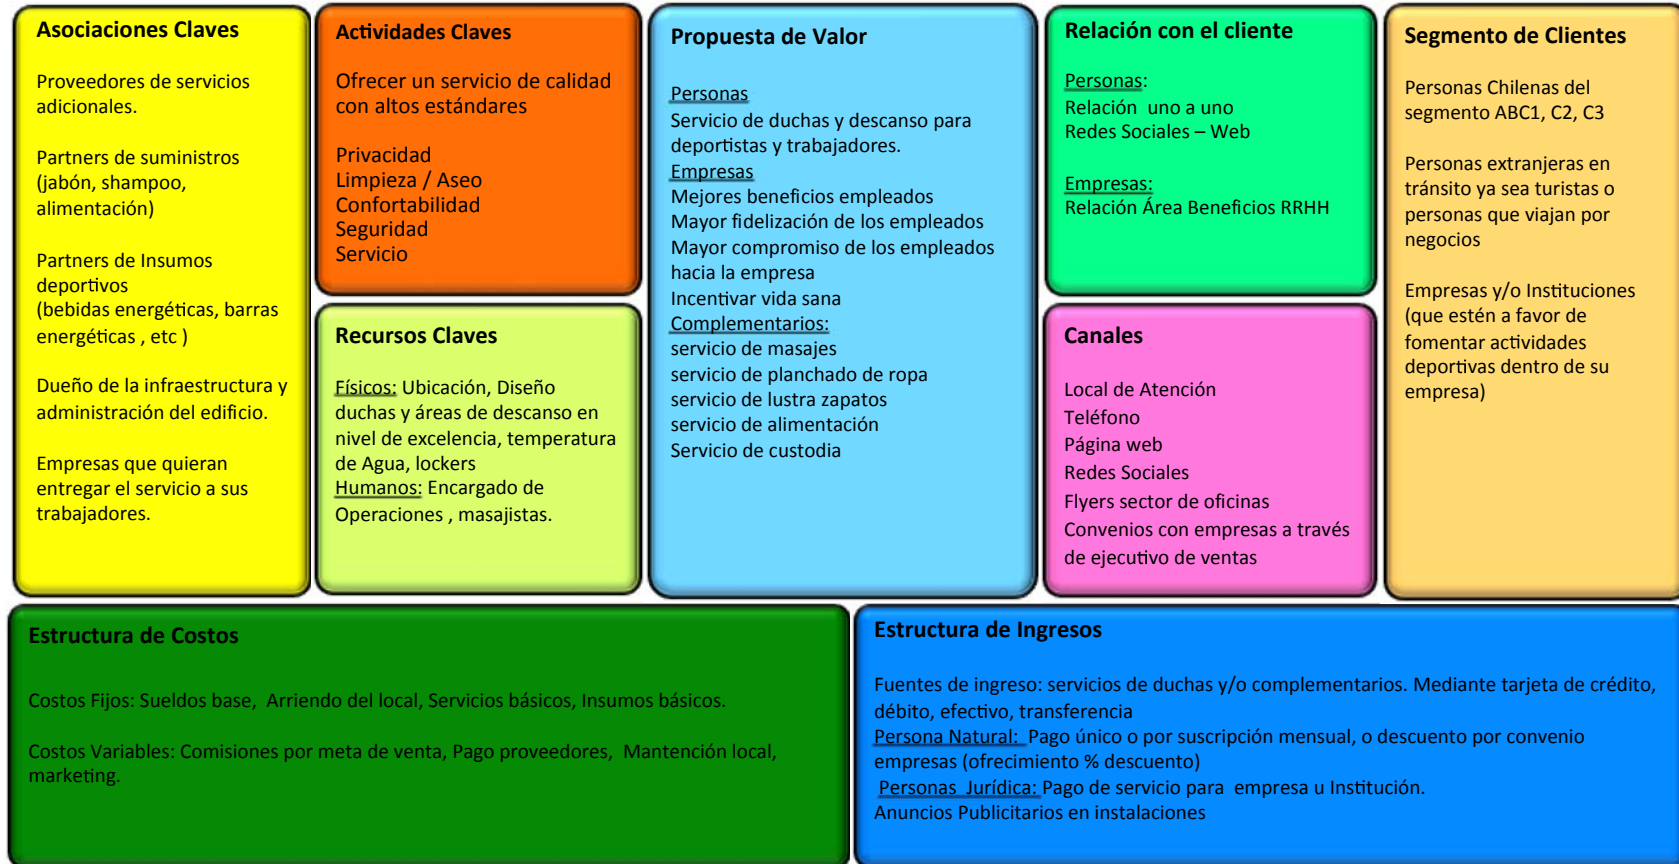 Asociaciones Claves
Proveedores de servicios
adicionales.
Partners de suministros
(jabón, shampoo,
alimentación)
Partners de Insumos
deportivos
(bebidas energéticas, barras
energéticas , etc )
Dueño de la infraestructura y
administración del edificio.
Empresas que quieran
entregar el servicio a sus
trabajadores.
Actividades Claves
Ofrecer un servicio de calidad
con altos estándares
Privacidad
Limpieza / Aseo
Confortabilidad
Seguridad
Servicio
Recursos Claves
Físicos: Ubicación, Diseño
duchas y áreas de descanso en
nivel de excelencia, temperatura
de Agua, lockers
Humanos: Encargado de
Operaciones , masajistas.
Propuesta de Valor
Personas
Servicio de duchas y descanso para
deportistas y trabajadores.
Empresas
Mejores beneficios empleados
Mayor fidelización de los empleados
Mayor compromiso de los empleados
hacia la empresa
Incentivar vida sana
Complementarios:
servicio de masajes
servicio de planchado de ropa
servicio de lustra zapatos
servicio de alimentación
Servicio de custodia
Relación con el cliente
Personas:
Relación uno a uno
Redes Sociales – Web
Empresas:
Relación Área Beneficios RRHH
Canales
Local de Atención
Teléfono
Página web
Redes Sociales
Flyers sector de oficinas
Convenios con empresas a través
de ejecutivo de ventas
Segmento de Clientes
Personas Chilenas del
segmento ABC1, C2, C3
Personas extranjeras en
tránsito ya sea turistas o
personas que viajan por
negocios
Empresas y/o Instituciones
(que estén a favor de
fomentar actividades
deportivas dentro de su
empresa)
Estructura de Costos
Costos Fijos: Sueldos base, Arriendo del local, Servicios básicos, Insumos básicos.
Costos Variables: Comisiones por meta de venta, Pago proveedores, Mantención local,
marketing.
Estructura de Ingresos
Fuentes de ingreso: servicios de duchas y/o complementarios. Mediante tarjeta de crédito,
débito, efectivo, transferencia
Persona Natural: Pago único o por suscripción mensual, o descuento por convenio
empresas (ofrecimiento % descuento)
Personas Jurídica: Pago de servicio para empresa u Institución.
Anuncios Publicitarios en instalaciones